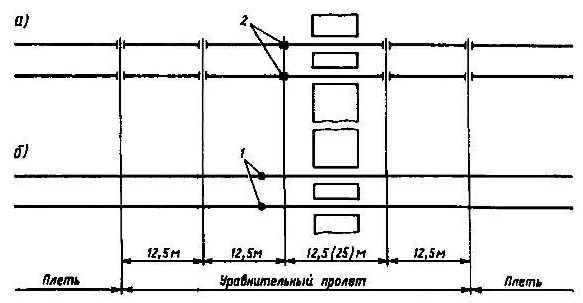 а)
2
б)
1
12,5м 12,5м 12,5(25)м 12,5м
Плеть Уравнительный пролет Плеть